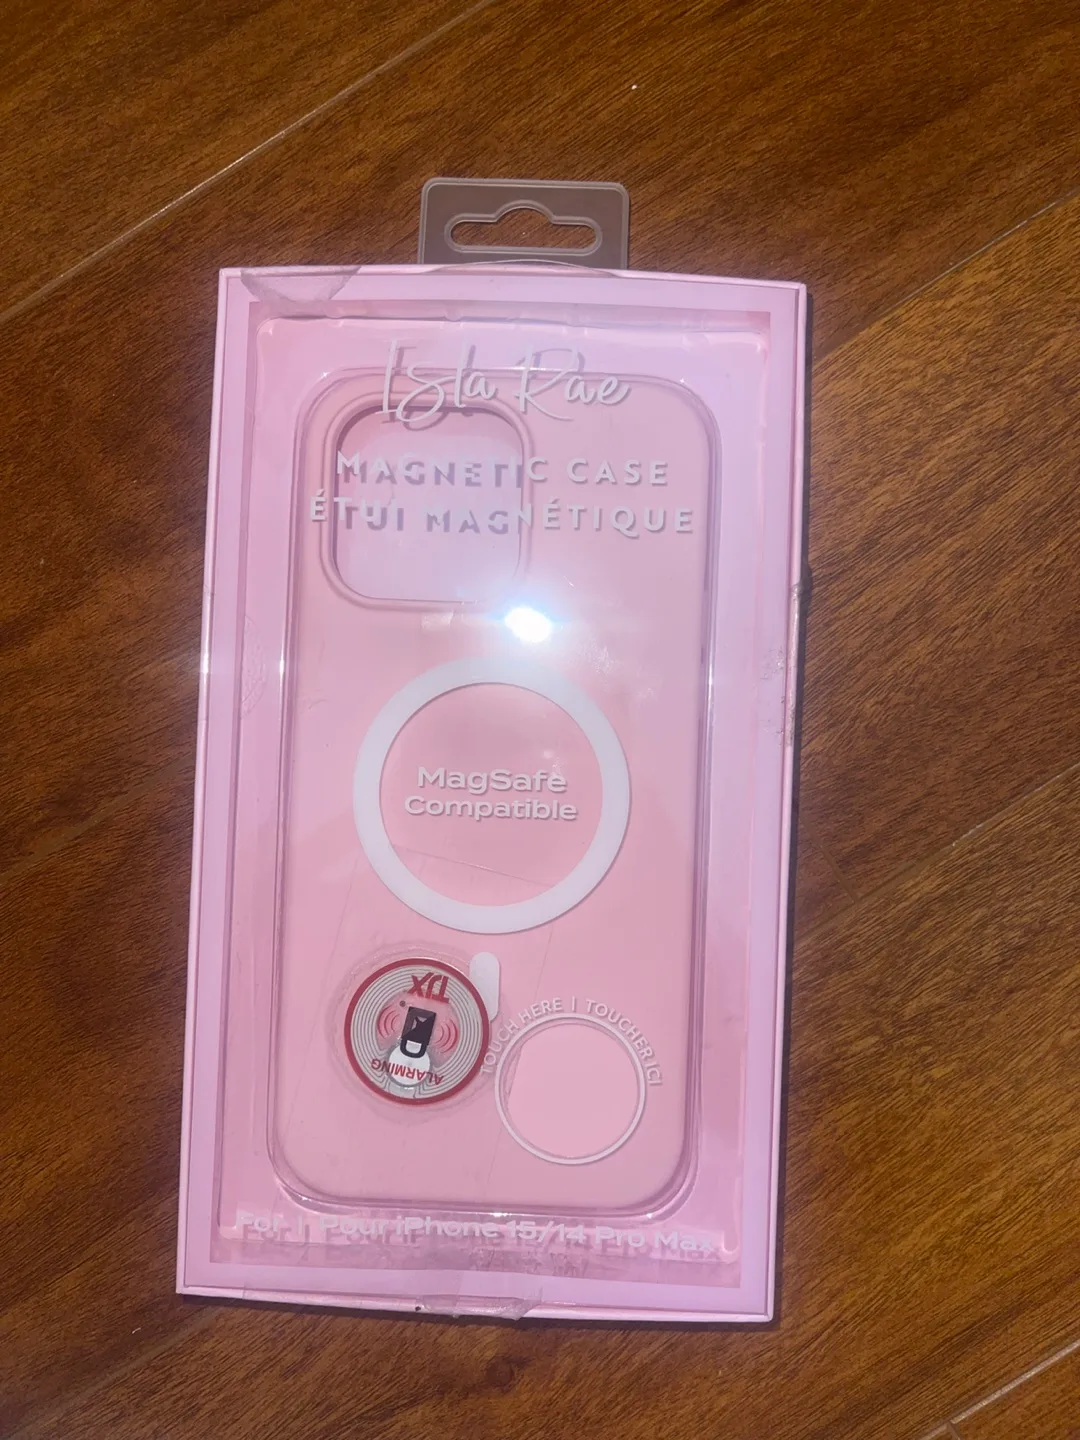 Isla Rae
MAGNETIC CASE
ÉTUI MAGNÉTIQUE
MagSafe
Compatible
TJX
ALARMING
TOUCH HERE | TOUCHER ICI
For | Pour iPhone 15/14 Pro Max